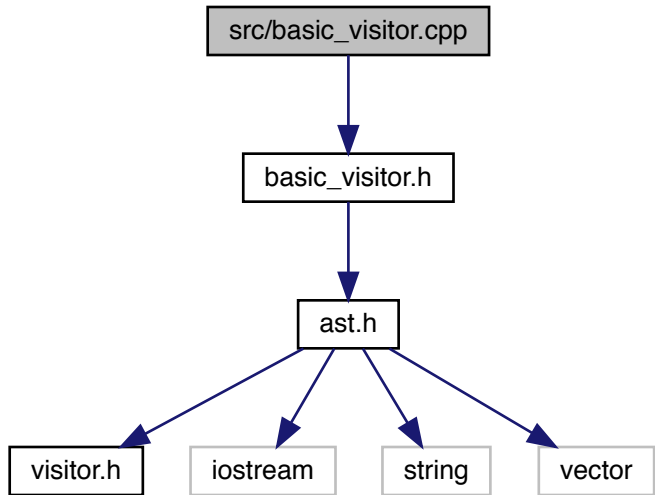 src/basic_visitor.cpp
basic_visitor.h
ast.h
visitor.h
iostream
string
vector